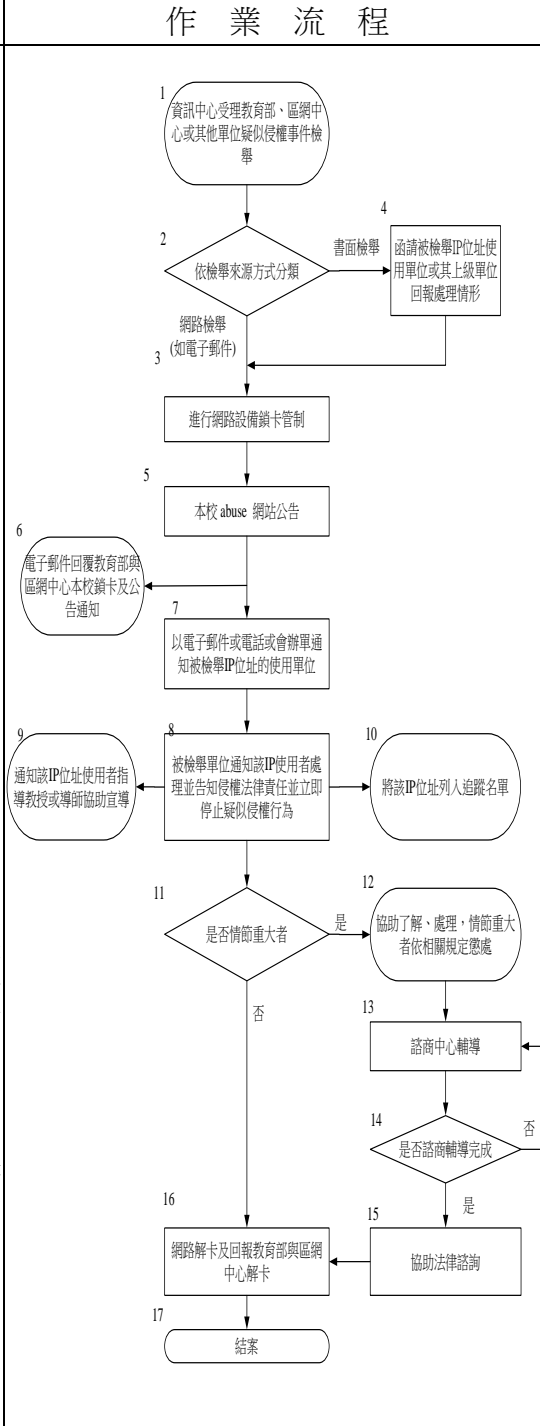 作 業 流 程
1
資訊中心受理教育部、區網中
心或其他單位疑似侵權事件檢
舉
2
依檢舉來源方式分類
書面檢舉
4
函請被檢舉IP位址使
用單位或其上級單位
回報處理情形
網路檢舉
(如電子郵件)
3
進行網路設備鎖卡管制
5
本校 abuse 網站公告
6
電子郵件回覆教育部與
區網中心本校鎖卡及公
告通知
7
以電子郵件或電話或會辦單通
知被檢舉IP位址的使用單位
8
被檢舉單位通知該IP使用者處
理並告知侵權法律責任並立即
停止疑似侵權行為
9
通知該IP位址使用者指
導教授或導師協助宣導
10
將該IP位址列入追蹤名單
11
是否情節重大者
是
12
協助了解、處理，情節重大
者依相關規定懲處
否
13
諮商中心輔導
14
是否諮商輔導完成
否
是
15
協助法律諮詢
16
網路解卡及回報教育部與區網
中心解卡
17
結案